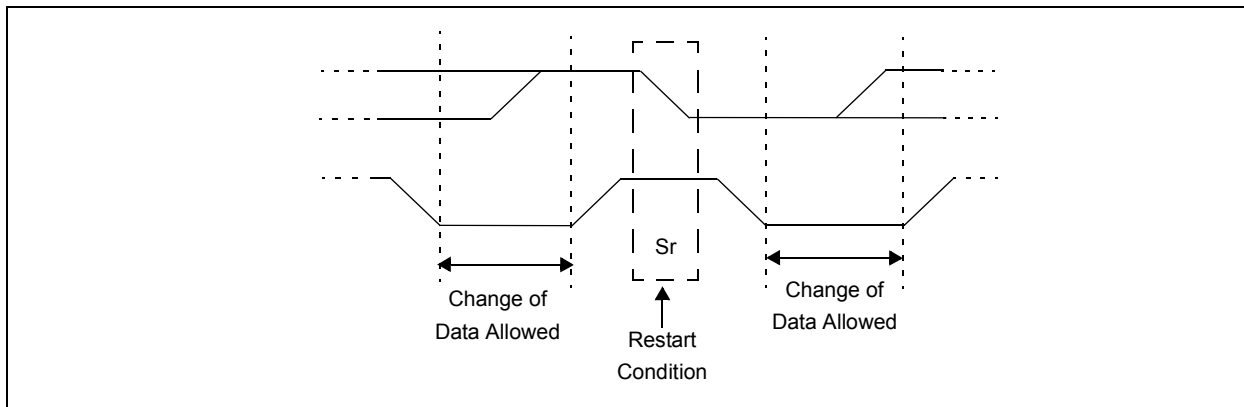 Sr
Change of
Data Allowed
Restart
Condition
Change of
Data Allowed